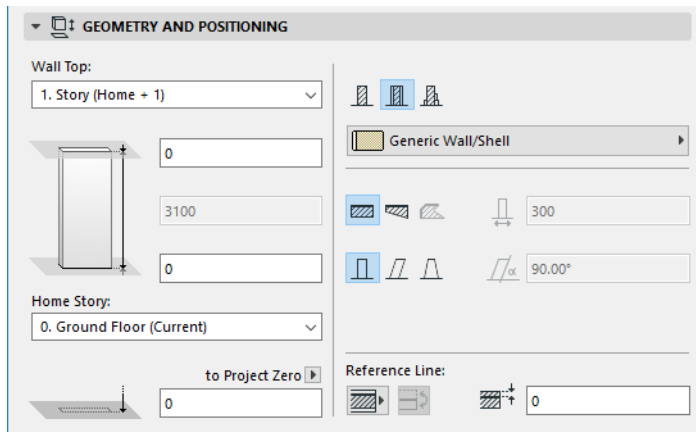 GEOMETRY AND POSITIONING
Wall Top:
1. Story (Home + 1)
0
3100
0
Home Story:
0. Ground Floor (Current)
to Project Zero
0
Generic Wall/Shell
300
α 90.00°
Reference Line:
0